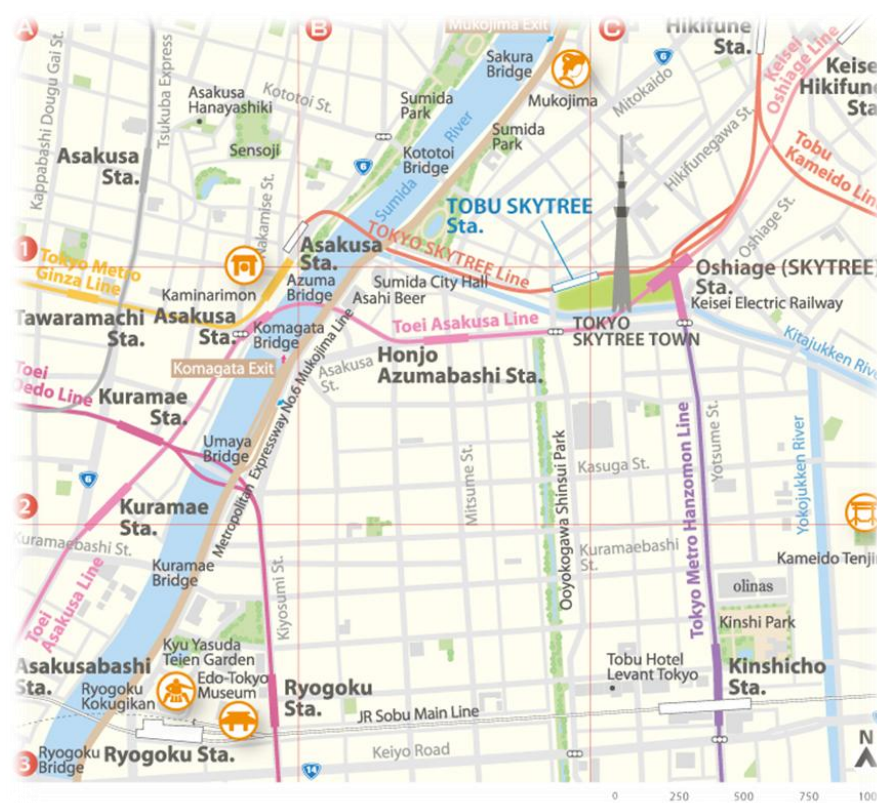 A
B
C
Mukojima Exit
Hikifune
Sta.
Keisei
Oshiage Line
Keisei
Hikifune
Sta.
Kappabashi Dougu Gai St.
Tsukuba Express
Asakusa
Hanayashiki
Kototoi St.
Sumida
Park
Sakura
Bridge
Mukojima
6
Mitokaido
Hikifunegawa St.
Tobu
Kameido Line
Asakusa
Sta.
Sensoji
6
Kototoi
Bridge
Sumida
River
Sumida
Park
Nakamise St.
TOBU SKYTREE
Sta.
Oshiage St.
1
Tokyo Metro
Ginza Line
Asakusa
Sta.
TOKYO SKYTREE Line
Oshiage (SKYTREE)
Sta.
Keisei Electric Railway
Kaminarimon
Azuma
Bridge
Sumida City Hall
Asahi Beer
Tawaramachi
Sta.
Asakusa
Sta.
Komagata
Bridge
Toei Asakusa Line
TOKYO
SKYTREE TOWN
Kitajukken River
Komagata Exit
Asakusa
St.
Honjo
Azumabashi Sta.
Toei
Oedo Line
Kuramae
Sta.
Metropolitan Expressway No.6 Mukojima Line
Umaya
Bridge
Mitsume St.
Ooyokogawa Shinsui Park
Kasuga St.
Tokyo Metro Hanzomon Line
Yotsume St.
Yokojukken River
6
2
Kuramae
Sta.
Kuramaebashi St.
Kuramaebashi
St.
Kameido Tenjin
Toei
Asakusa Line
Kuramae
Bridge
Kiyosumi St.
olinas
Kinshi Park
Kyu Yasuda
Teien Garden
Asakusabashi
Sta.
Ryogoku
Kokugikan
Edo-Tokyo
Museum
Ryogoku
Sta.
Tobu Hotel
Levant Tokyo
Kinshicho
Sta.
JR Sobu Main Line
3
Ryogoku
Bridge
Ryogoku Sta.
Keiyo Road
14
N
0 250 500 750 100